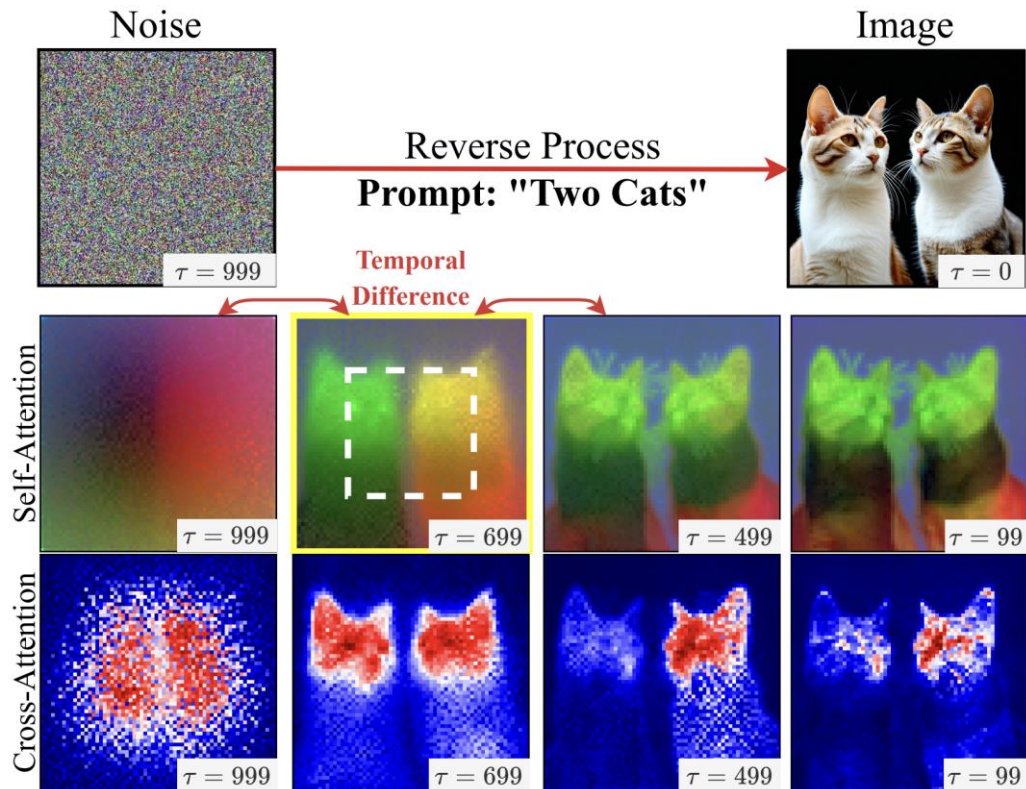 Noise
Image
Reverse Process
Prompt: "Two Cats"
τ = 999
τ = 0
Temporal
Difference
Self-Attention
τ = 999
τ = 699
τ = 499
τ = 99
Cross-Attention
τ = 999
τ = 699
τ = 499
τ = 99